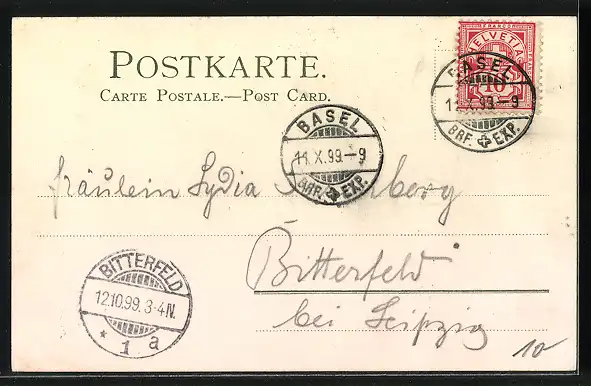 POSTKARTE.
CARTE POSTALE.—POST CARD.
HELVETIA
FRANCO
10
BASEL
11.X.99–9
BRF. EXP.
BASEL
11.X.99–9
BRF. EXP.
Fräulein Lydia
Bitterfeld
bei Leipzig
BITTERFELD
12.10.99.3-4N.
* 1 a
10